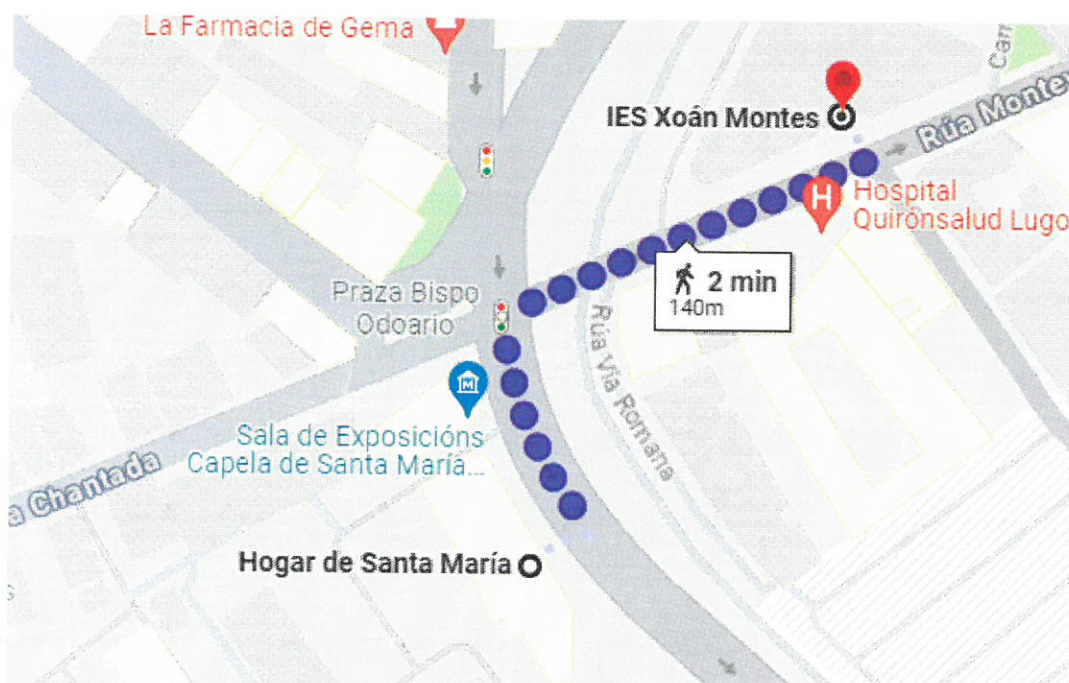 La Farmacia de Gema
IES Xoán Montes
Rúa Monte
Hospital
Quirónsalud Lugo
2 min
140m
Praza Bispo
Odoario
Rúa Vía Romana
Sala de Exposicións
Capela de Santa María...
a Chantada
Hogar de Santa María
H
M